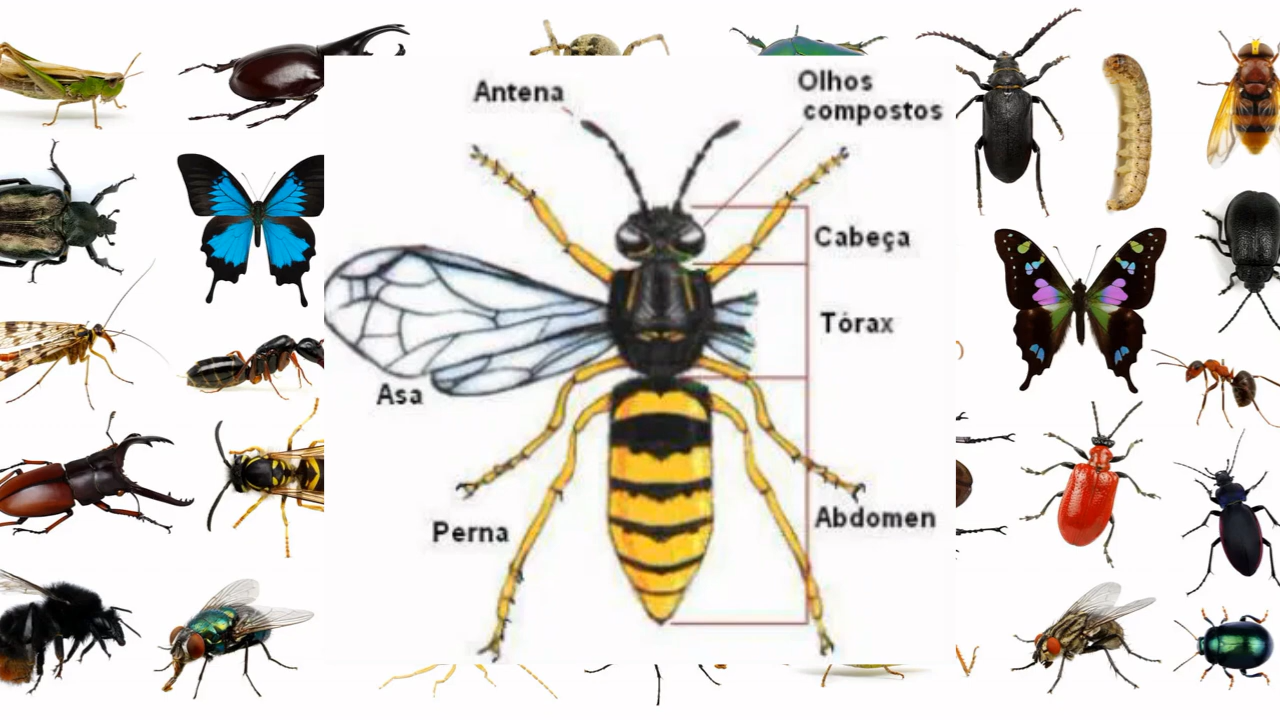 Antena
Olhos
compostos
Cabeça
Tórax
Asa
Perna
Abdomen